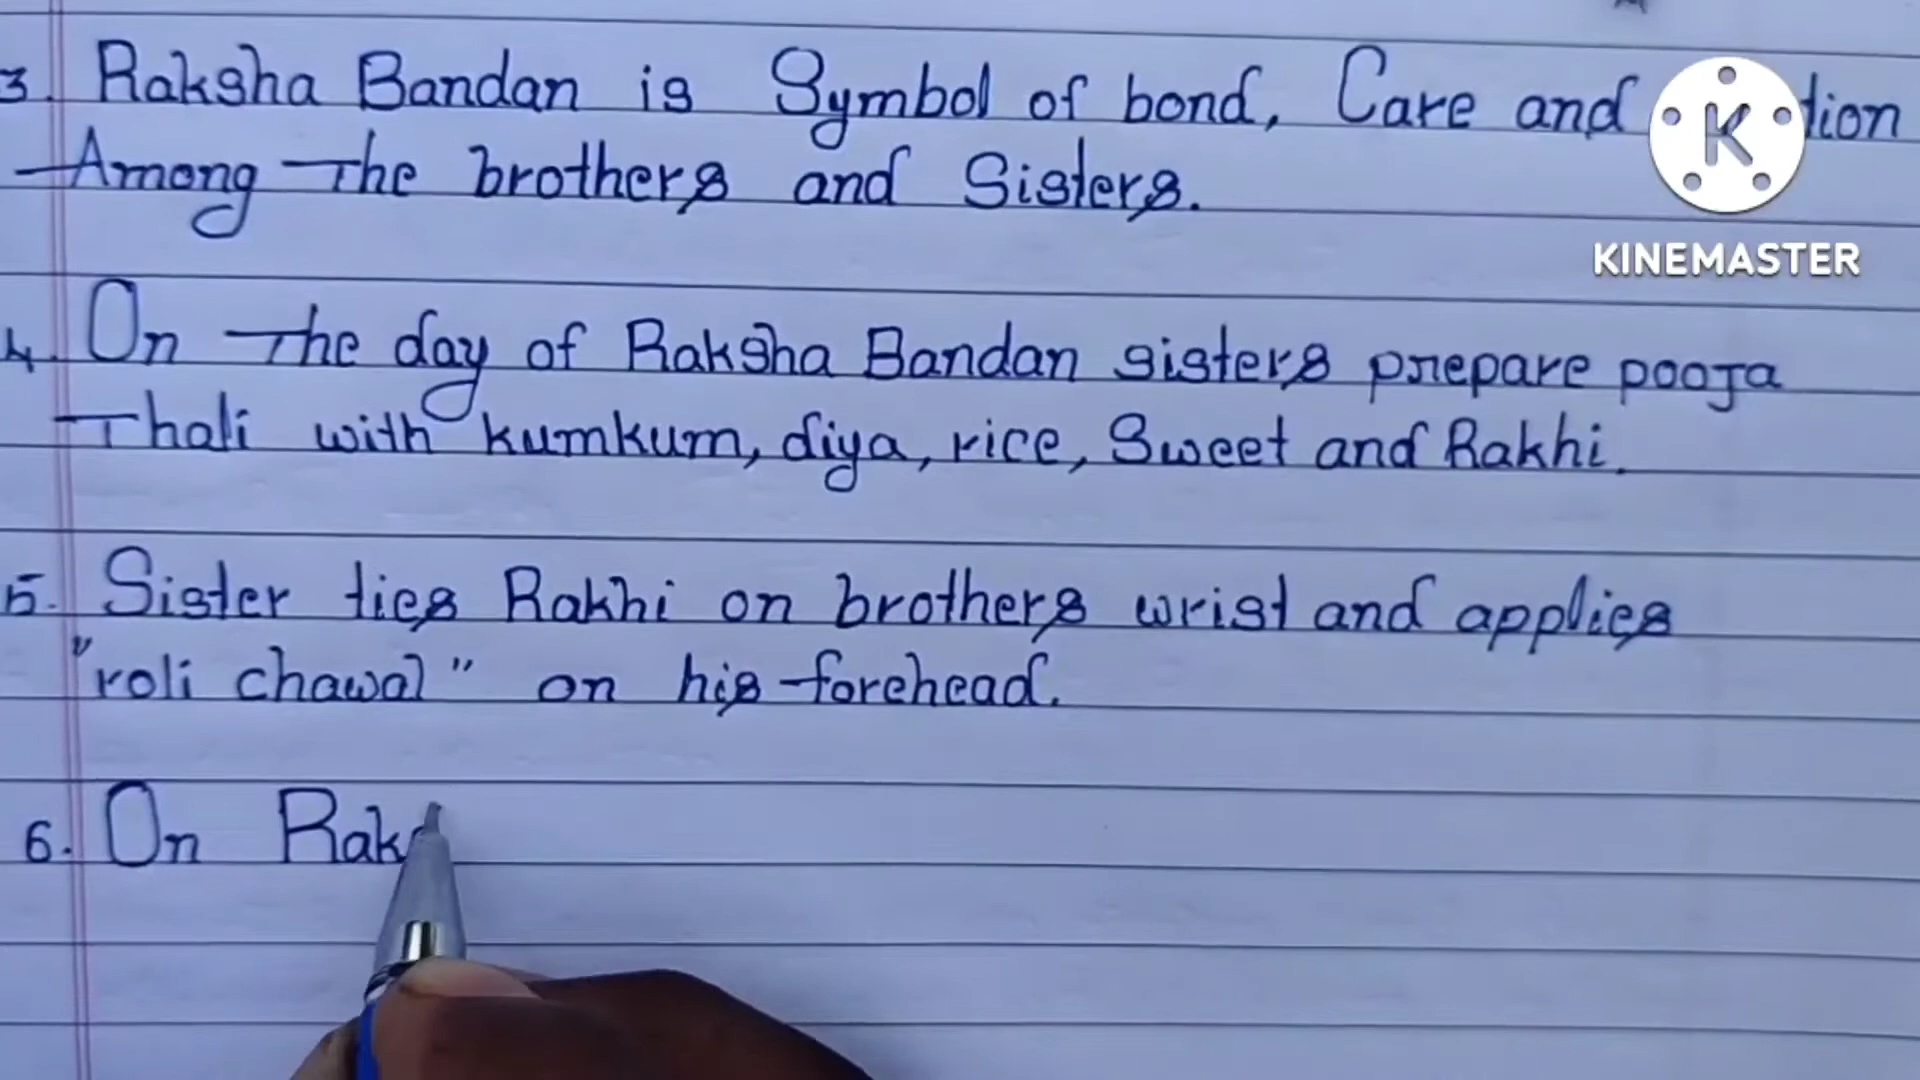 3. Raksha Bandan is Symbol of bond, Care and
Among The brothers and Sisters.
K
KINEMASTER
4. On The day of Raksha Bandan sisters prepare pooja
Thali with kumkum, diya, rice, Sweet and Rakhi.
5. Sister ties Rakhi on brothers wrist and applies
"roli chawal" on his forehead.
6. On Rak